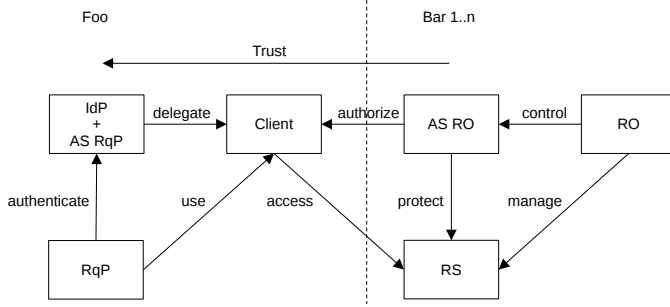 Foo
Bar 1..n
Trust
IdP
+
AS RqP
delegate
Client
authorize
AS RO
control
RO
authenticate
use
access
protect
manage
RqP
RS